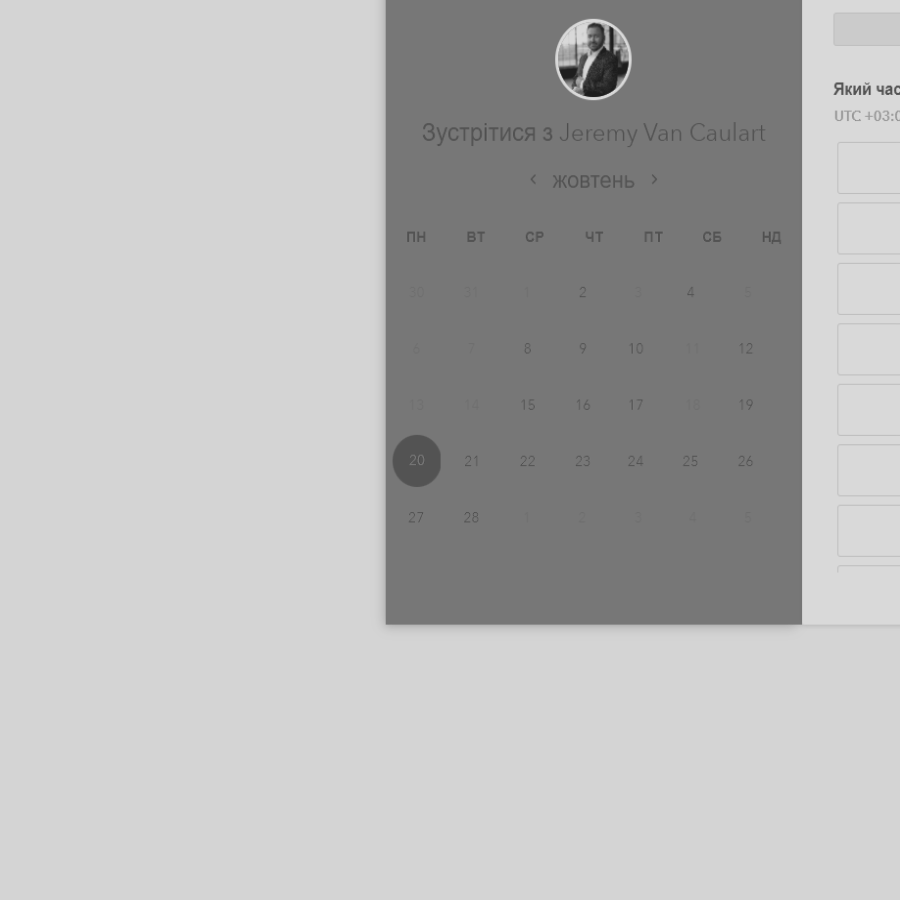 Зустрітися з Jeremy Van Caulart
‹ жовтень ›
ПН ВТ СР ЧТ ПТ СБ НД
30 31 1 2 3 4 5
6 7 8 9 10 11 12
13 14 15 16 17 18 19
20 21 22 23 24 25 26
27 28 1 2 3 4 5
Який час
UTC +03:0